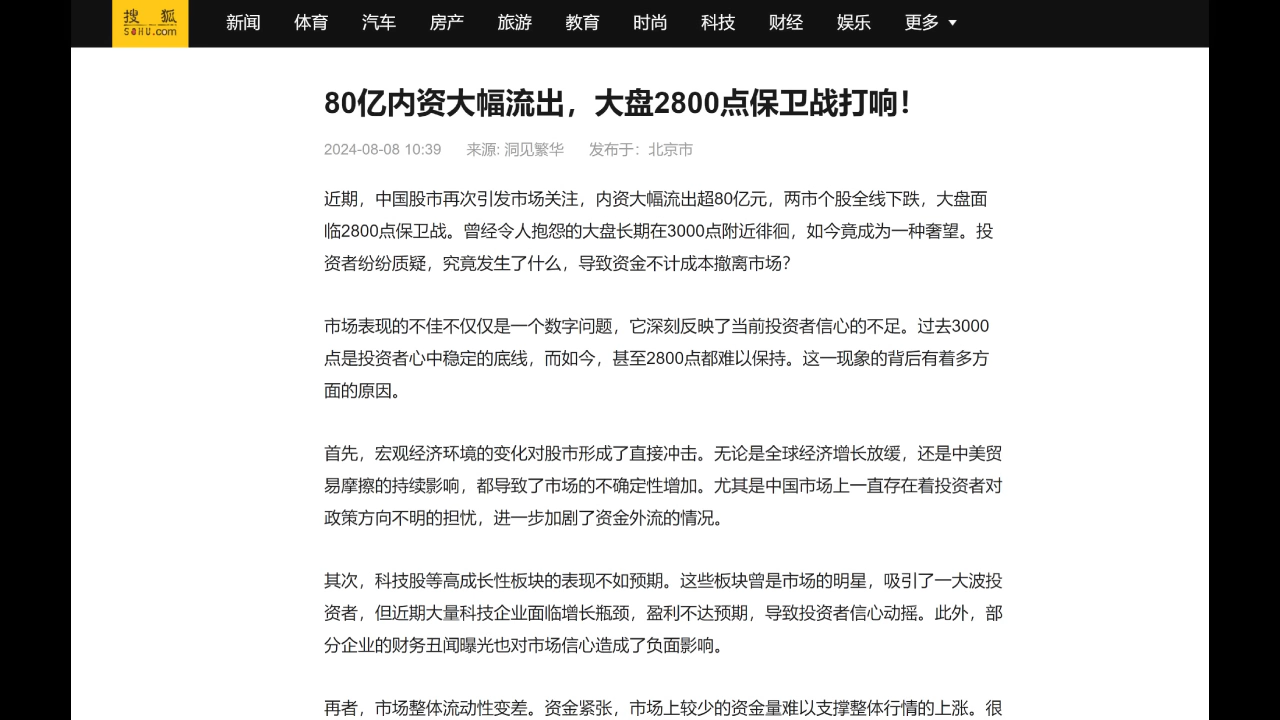 搜狐
SOHU.com
新闻 体育 汽车 房产 旅游 教育 时尚 科技 财经 娱乐 更多
80亿内资大幅流出，大盘2800点保卫战打响！
2024-08-08 10:39 来源: 洞见繁华 发布于：北京市
近期，中国股市再次引发市场关注，内资大幅流出超80亿元，两市个股全线下跌，大盘面
临2800点保卫战。曾经令人抱怨的大盘长期在3000点附近徘徊，如今竟成为一种奢望。投
资者纷纷质疑，究竟发生了什么，导致资金不计成本撤离市场？
市场表现的不佳不仅仅是一个数字问题，它深刻反映了当前投资者信心的不足。过去3000
点是投资者心中稳定的底线，而如今，甚至2800点都难以保持。这一现象的背后有着多方
面的原因。
首先，宏观经济环境的变化对股市形成了直接冲击。无论是全球经济增长放缓，还是中美贸
易摩擦的持续影响，都导致了市场的不确定性增加。尤其是中国市场上一直存在着投资者对
政策方向不明的担忧，进一步加剧了资金外流的情况。
其次，科技股等高成长性板块的表现不如预期。这些板块曾是市场的明星，吸引了一大波投
资者，但近期大量科技企业面临增长瓶颈，盈利不达预期，导致投资者信心动摇。此外，部
分企业的财务丑闻曝光也对市场信心造成了负面影响。
再者，市场整体流动性变差。资金紧张，市场上较少的资金量难以支撑整体行情的上涨。很